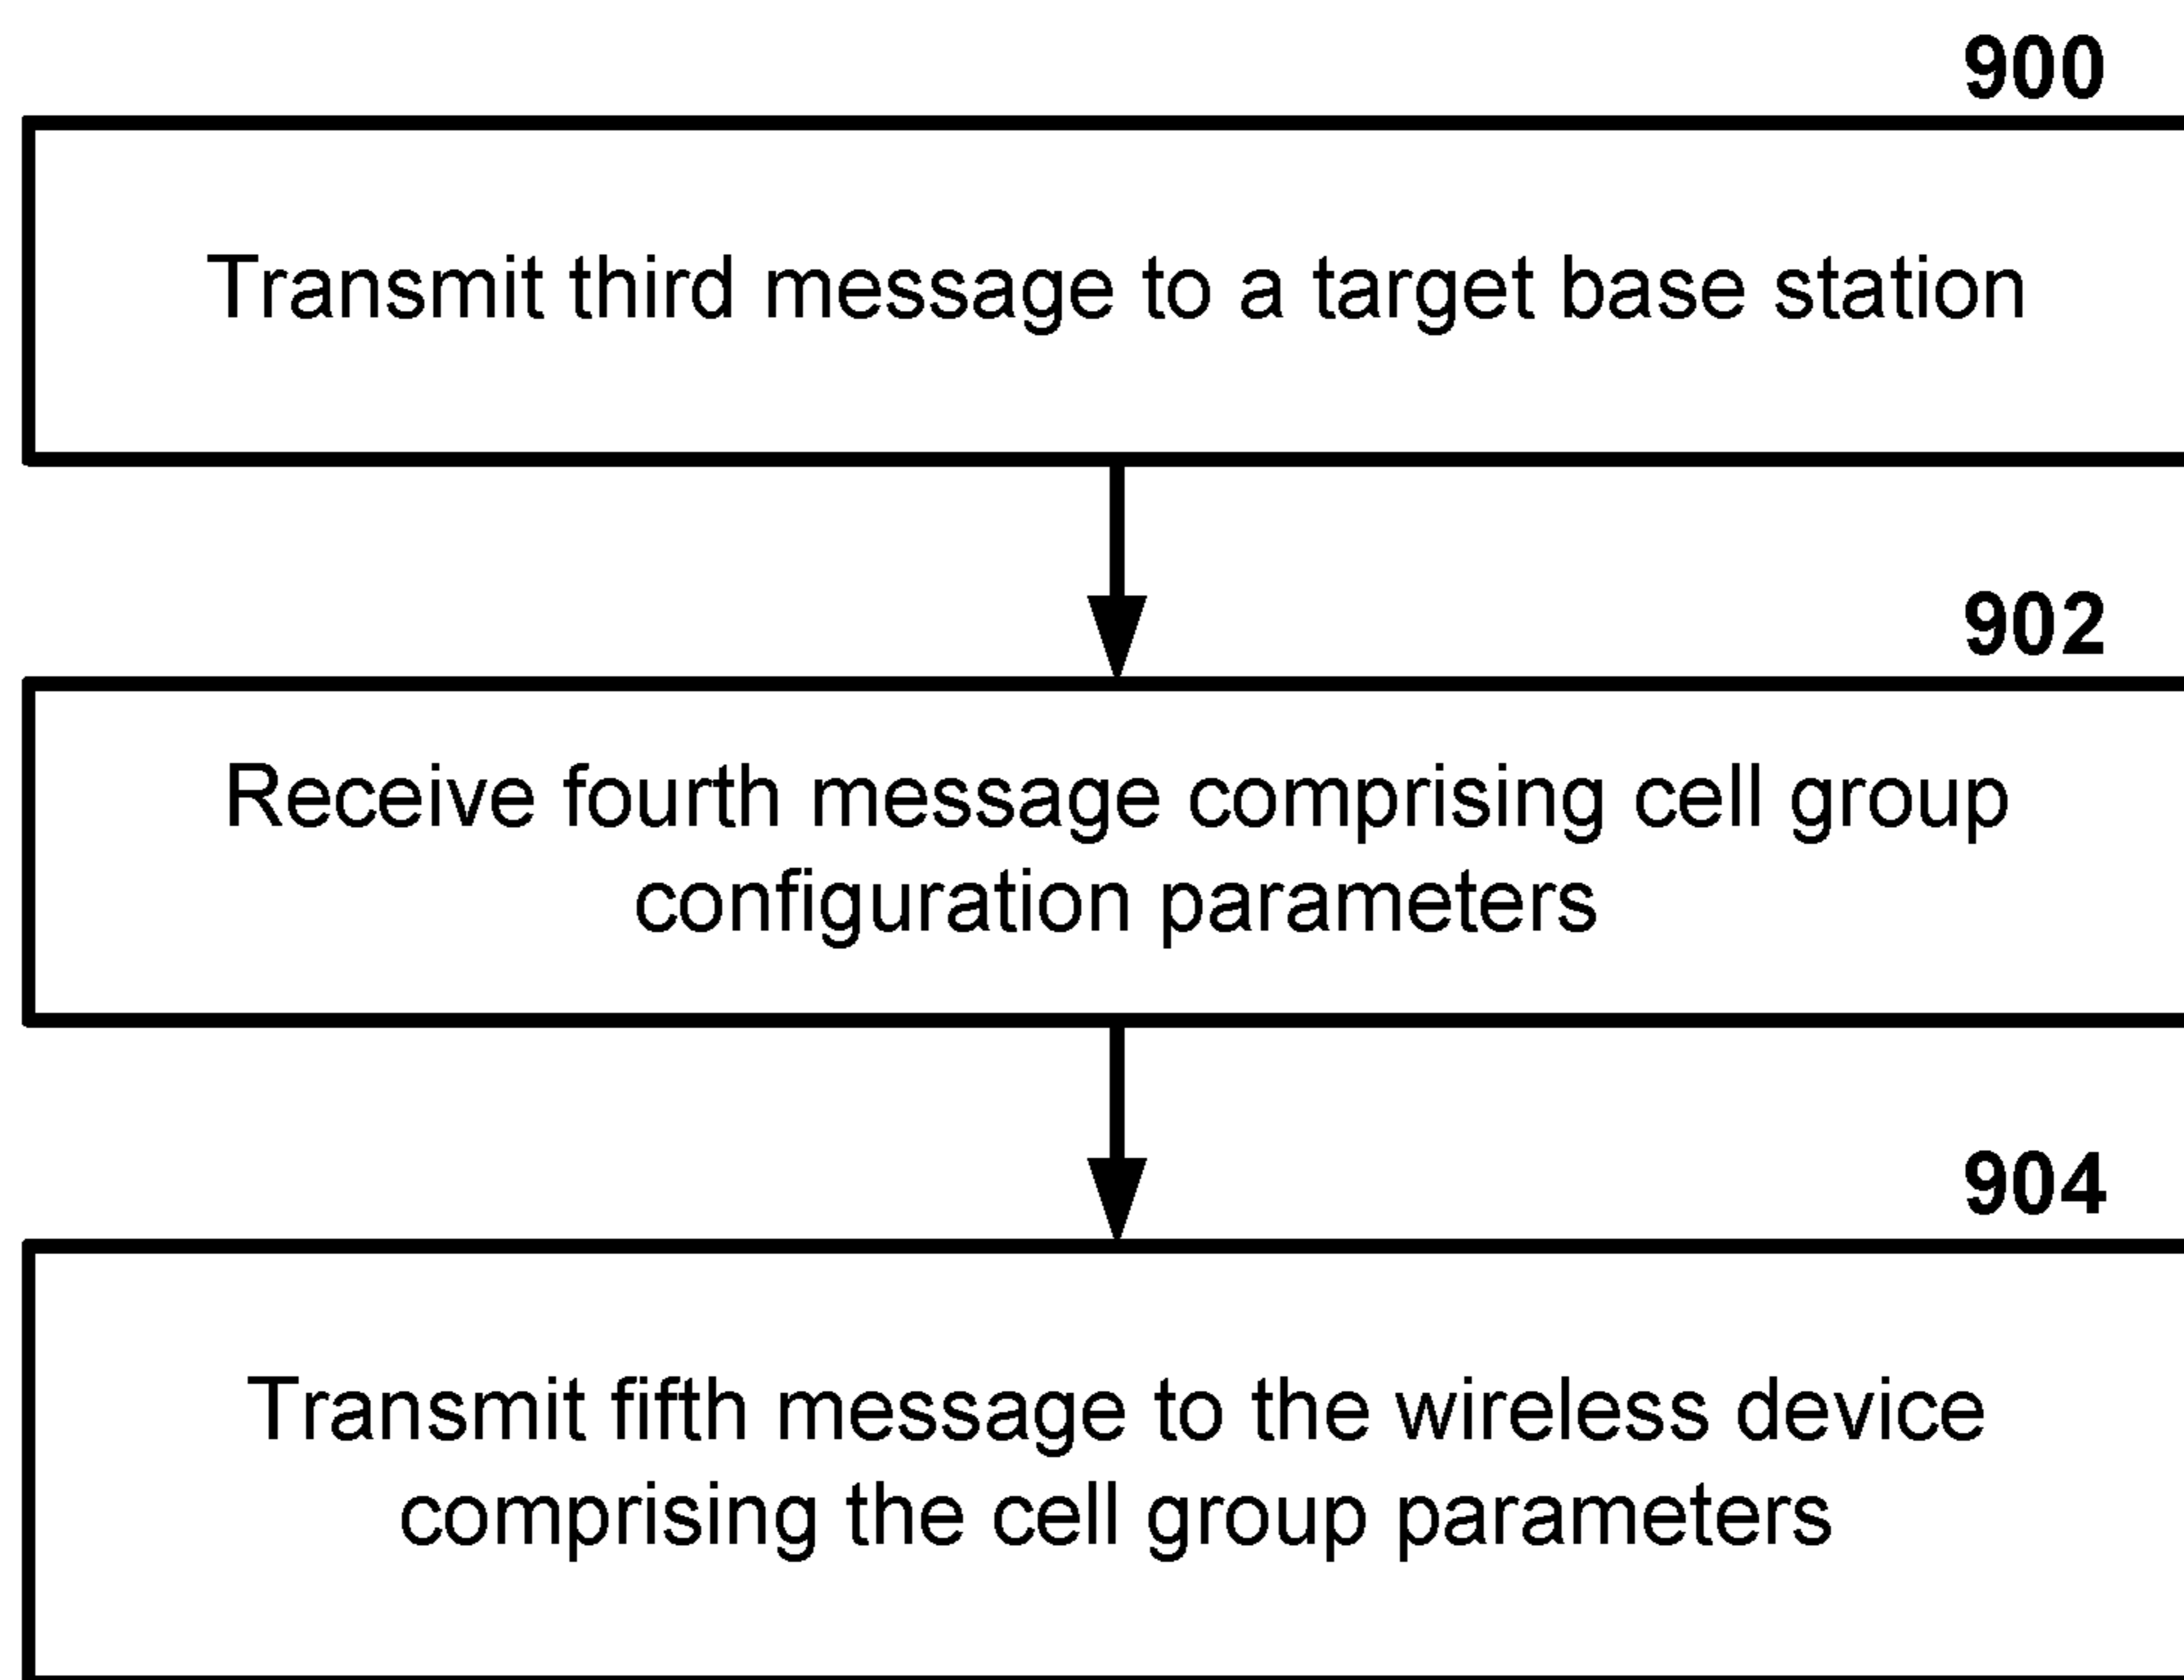 900
Transmit third message to a target base station
902
Receive fourth message comprising cell group
configuration parameters
904
Transmit fifth message to the wireless device
comprising the cell group parameters